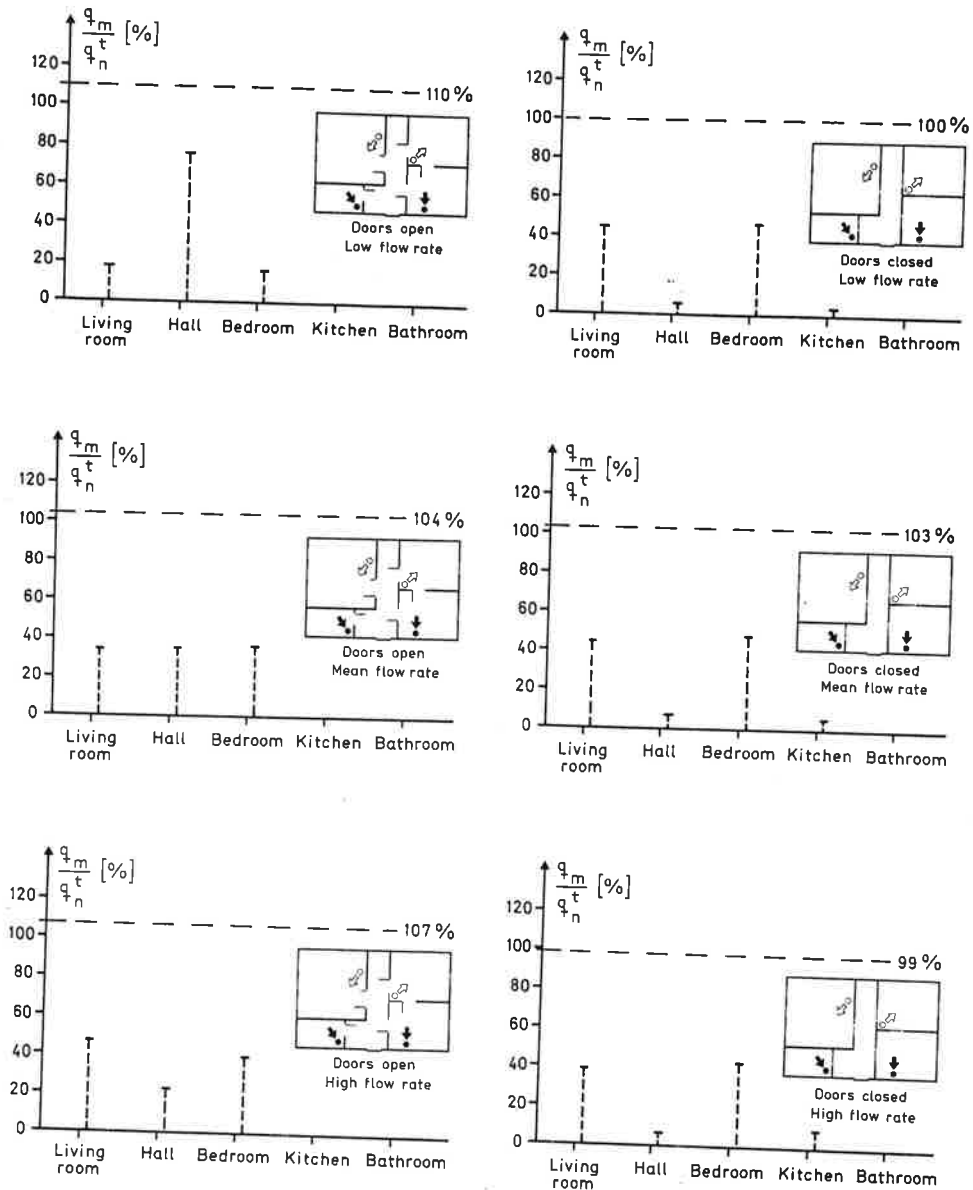 q_m
q_n^t [%]
120
100
80
60
40
20
0
110%
Doors open
Low flow rate
Living room
Hall
Bedroom
Kitchen
Bathroom
q_m
q_n^t [%]
120
100
80
60
40
20
0
100%
Doors closed
Low flow rate
Living room
Hall
Bedroom
Kitchen
Bathroom
q_m
q_n^t [%]
120
100
80
60
40
20
0
104%
Doors open
Mean flow rate
Living room
Hall
Bedroom
Kitchen
Bathroom
q_m
q_n^t [%]
120
100
80
60
40
20
0
103%
Doors closed
Mean flow rate
Living room
Hall
Bedroom
Kitchen
Bathroom
q_m
q_n^t [%]
120
100
80
60
40
20
0
107%
Doors open
High flow rate
Living room
Hall
Bedroom
Kitchen
Bathroom
q_m
q_n^t [%]
120
100
80
60
40
20
0
99%
Doors closed
High flow rate
Living room
Hall
Bedroom
Kitchen
Bathroom